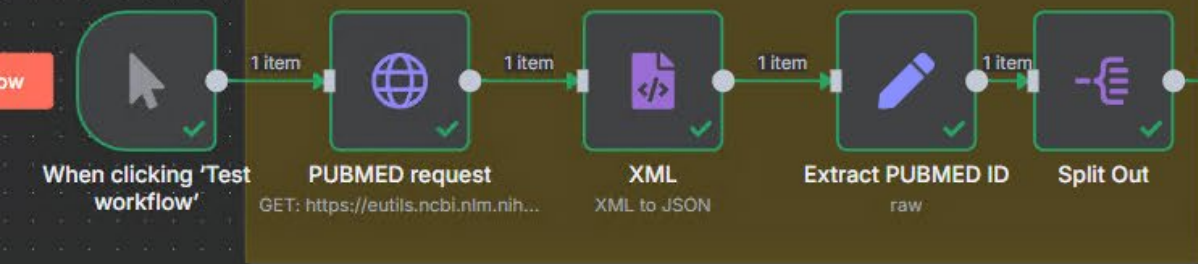 ow
1 item
1 item
1 item
1 item
</>
When clicking ‘Test
workflow’
PUBMED request
GET: https://eutils.ncbi.nlm.nih...
XML
XML to JSON
Extract PUBMED ID
raw
Split Out